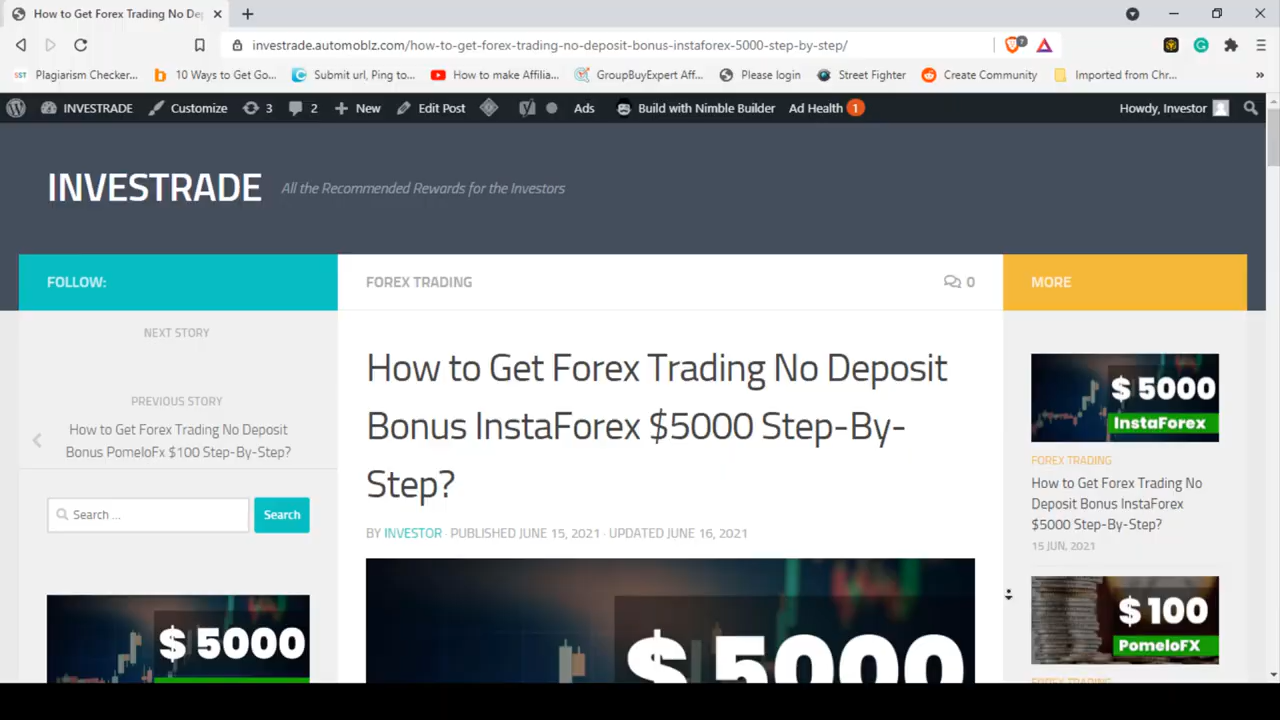 How to Get Forex Trading No Dep
investrade.automoblz.com/how-to-get-forex-trading-no-deposit-bonus-instaforex-5000-step-by-step/
7
SST Plagiarism Checker...
10 Ways to Get Go...
Submit url, Ping to...
How to make Affilia...
GroupBuyExpert Aff...
Please login
Street Fighter
Create Community
Imported from Chr...
»
INVESTRADE
Customize
3
2
New
Edit Post
Ads
Build with Nimble Builder
Ad Health 1
Howdy, Investor
INVESTRADE
All the Recommended Rewards for the Investors
FOLLOW:
NEXT STORY
PREVIOUS STORY
How to Get Forex Trading No Deposit
Bonus PomeloFx $100 Step-By-Step?
Search ...
Search
$ 5000
FOREX TRADING
0
How to Get Forex Trading No Deposit
Bonus InstaForex $5000 Step-By-
Step?
BY INVESTOR · PUBLISHED JUNE 15, 2021 · UPDATED JUNE 16, 2021
$ 5000
MORE
$ 5000
InstaForex
FOREX TRADING
How to Get Forex Trading No
Deposit Bonus InstaForex
$5000 Step-By-Step?
15 JUN, 2021
$ 100
PomeloFX
FOREX TRADING